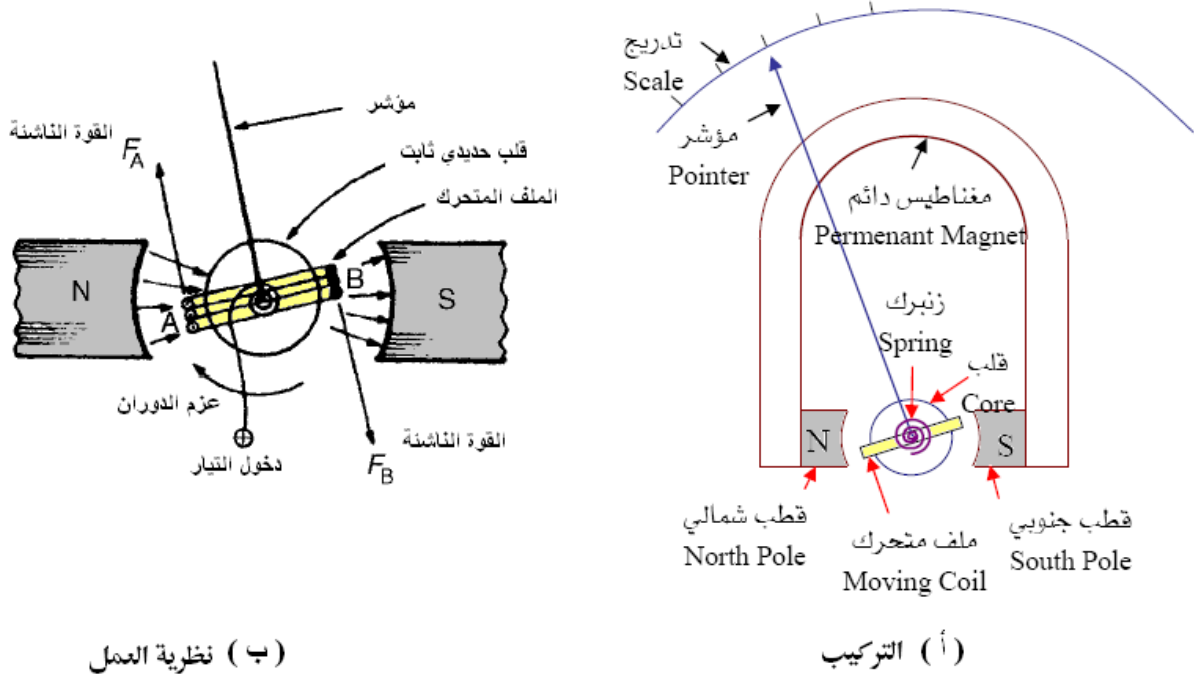 تدريج
Scale
مؤشر
Pointer
مغناطيس دائم
Permenant Magnet
زنبرك
Spring
قلب
Core
N
S
قطب شمالي
North Pole
ملف متحرك
Moving Coil
قطب جنوبي
South Pole
( أ ) التركيب
مؤشر
القوة الناشئة
F_A
قلب حديدي ثابت
الملف المتحرك
N
A
B
S
عزم الدوران
دخول التيار
القوة الناشئة
F_B
( ب ) نظرية العمل